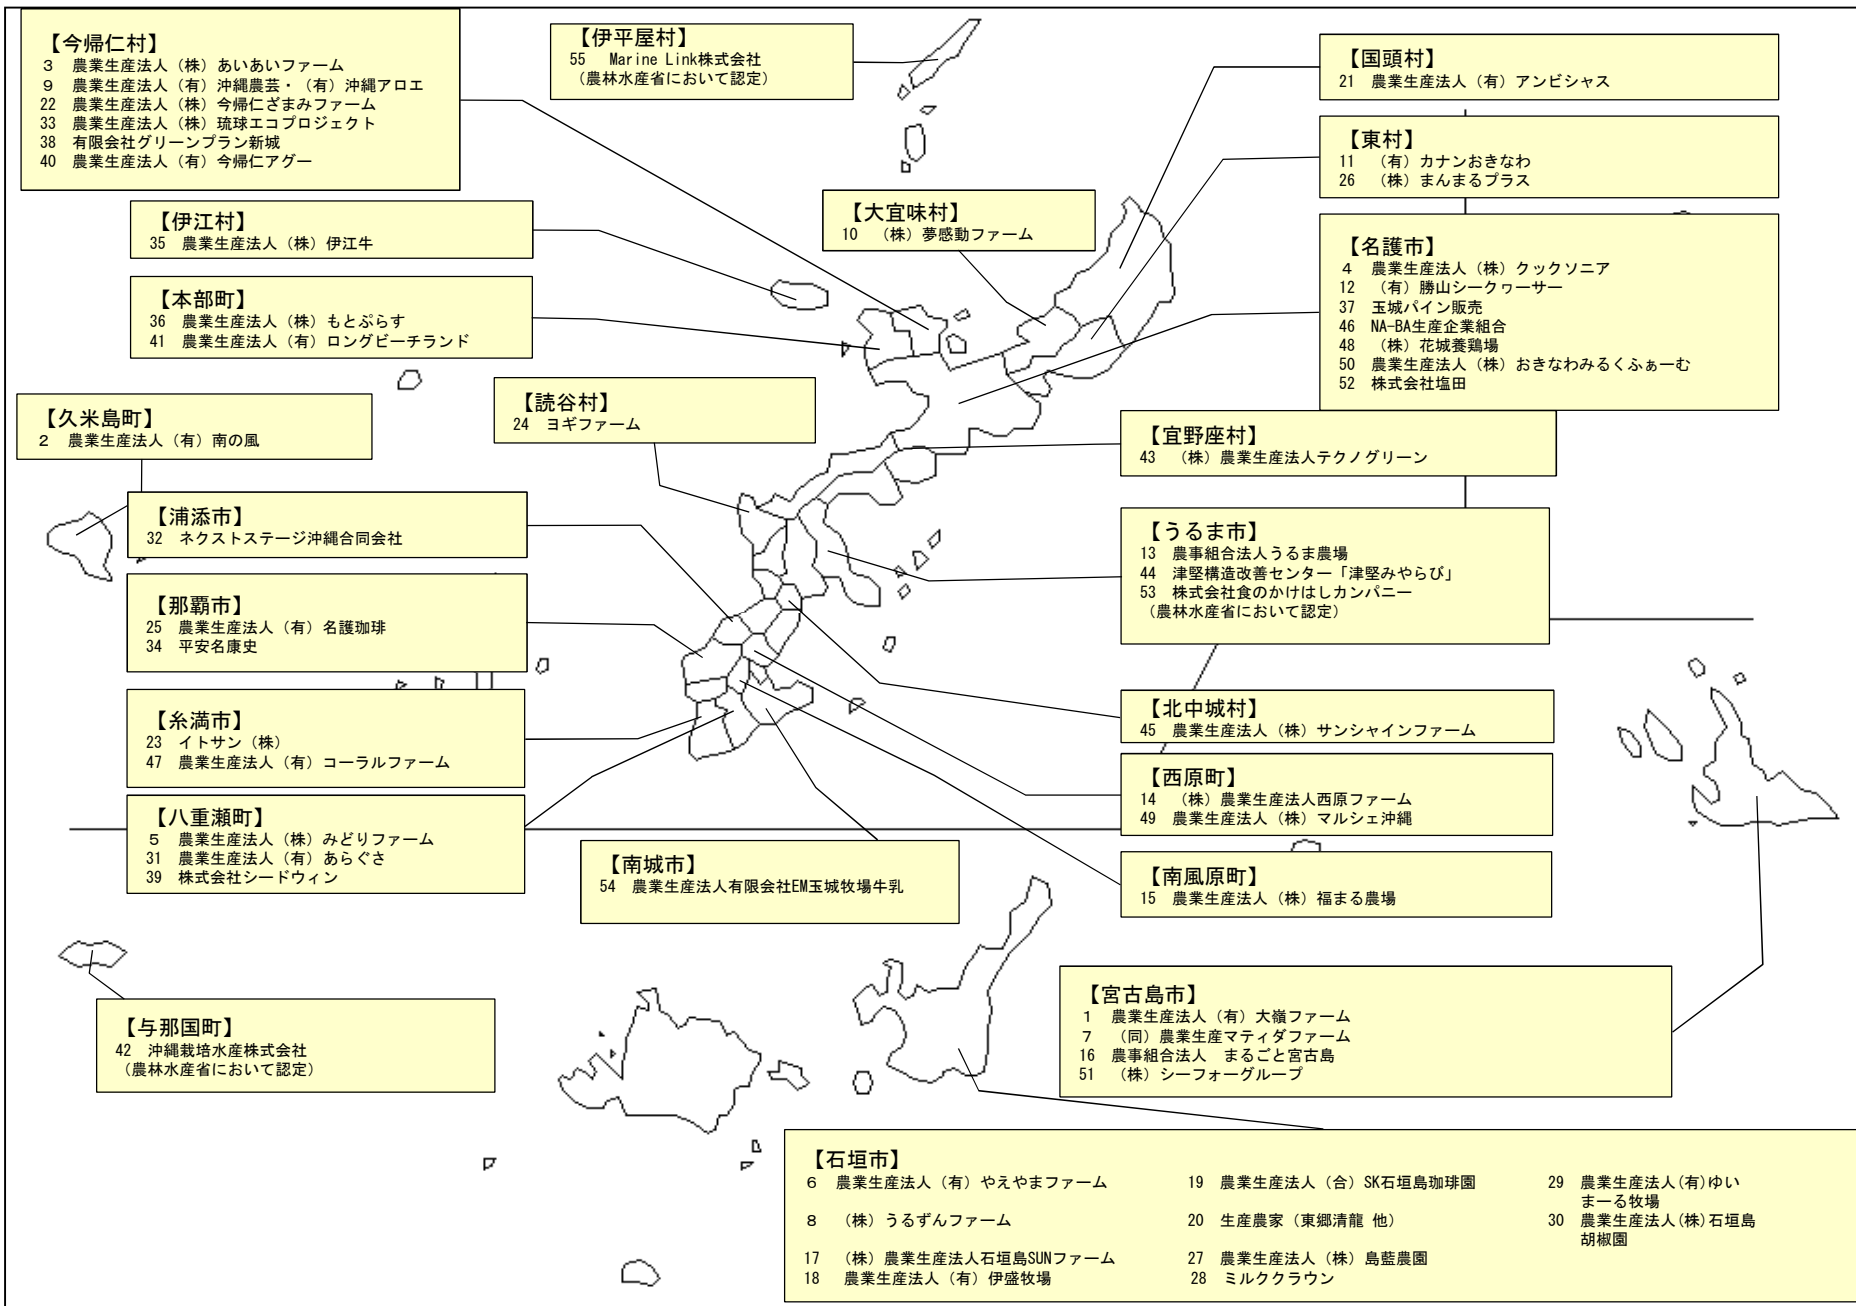 【今帰仁村】
3 農業生産法人（株）あいあいファーム
9 農業生産法人（有）沖縄農芸・（有）沖縄アロエ
22 農業生産法人（株）今帰仁ざまみファーム
33 農業生産法人（株）琉球エコプロジェクト
38 有限会社グリーンプラン新城
40 農業生産法人（有）今帰仁アグー
【伊平屋村】
55 Marine Link株式会社
（農林水産省において認定）
【国頭村】
21 農業生産法人（有）アンビシャス
【東村】
11 （有）カナンおきなわ
26 （株）まんまるプラス
【伊江村】
35 農業生産法人（株）伊江牛
【大宜味村】
10 （株）夢感動ファーム
【名護市】
4 農業生産法人（株）クックソニア
12 （有）勝山シークヮーサー
37 玉城パイン販売
46 NA-BA生産企業組合
48 （株）花城養鶏場
50 農業生産法人（株）おきなわみるくふぁーむ
52 株式会社塩田
【本部町】
36 農業生産法人（株）もとぷらす
41 農業生産法人（有）ロングビーチランド
【久米島町】
2 農業生産法人（有）南の風
【読谷村】
24 ヨギファーム
【宜野座村】
43 （株）農業生産法人テクノグリーン
【浦添市】
32 ネクストステージ沖縄合同会社
【うるま市】
13 農事組合法人うるま農場
44 津堅構造改善センター「津堅みやらび」
53 株式会社食のかけはしカンパニー
（農林水産省において認定）
【那覇市】
25 農業生産法人（有）名護珈琲
34 平安名康史
【糸満市】
23 イトサン（株）
47 農業生産法人（有）コーラルファーム
【北中城村】
45 農業生産法人（株）サンシャインファーム
【西原町】
14 （株）農業生産法人西原ファーム
49 農業生産法人（株）マルシェ沖縄
【八重瀬町】
5 農業生産法人（株）みどりファーム
31 農業生産法人（有）あらぐさ
39 株式会社シードウィン
【南城市】
54 農業生産法人有限会社EM玉城牧場牛乳
【南風原町】
15 農業生産法人（株）福まる農場
【与那国町】
42 沖縄栽培水産株式会社
（農林水産省において認定）
【宮古島市】
1 農業生産法人（有）大嶺ファーム
7 （同）農業生産マティダファーム
16 農事組合法人 まるごと宮古島
51 （株）シーフォーグループ
【石垣市】
6 農業生産法人（有）やえやまファーム
8 （株）うるずんファーム
17 （株）農業生産法人石垣島SUNファーム
18 農業生産法人（有）伊盛牧場
19 農業生産法人（合）SK石垣島珈琲園
20 生産農家（東郷清龍 他）
27 農業生産法人（株）島藍農園
28 ミルククラウン
29 農業生産法人(有)ゆい
まーる牧場
30 農業生産法人(株)石垣島
胡椒園